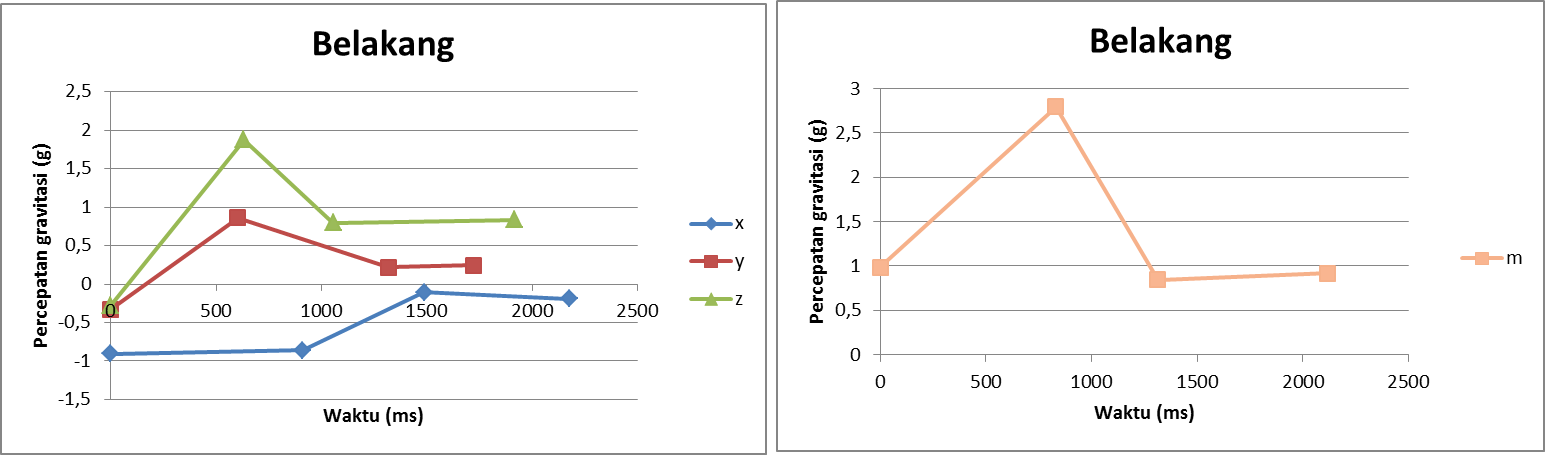 Belakang
Percepatan gravitasi (g)
2,5
2
1,5
1
0,5
0
-0,5
-1
-1,5
0 500 1000 1500 2000 2500
Waktu (ms)
x
y
z
Belakang
Percepatan gravitasi (g)
3
2,5
2
1,5
1
0,5
0
0 500 1000 1500 2000 2500
Waktu (ms)
m